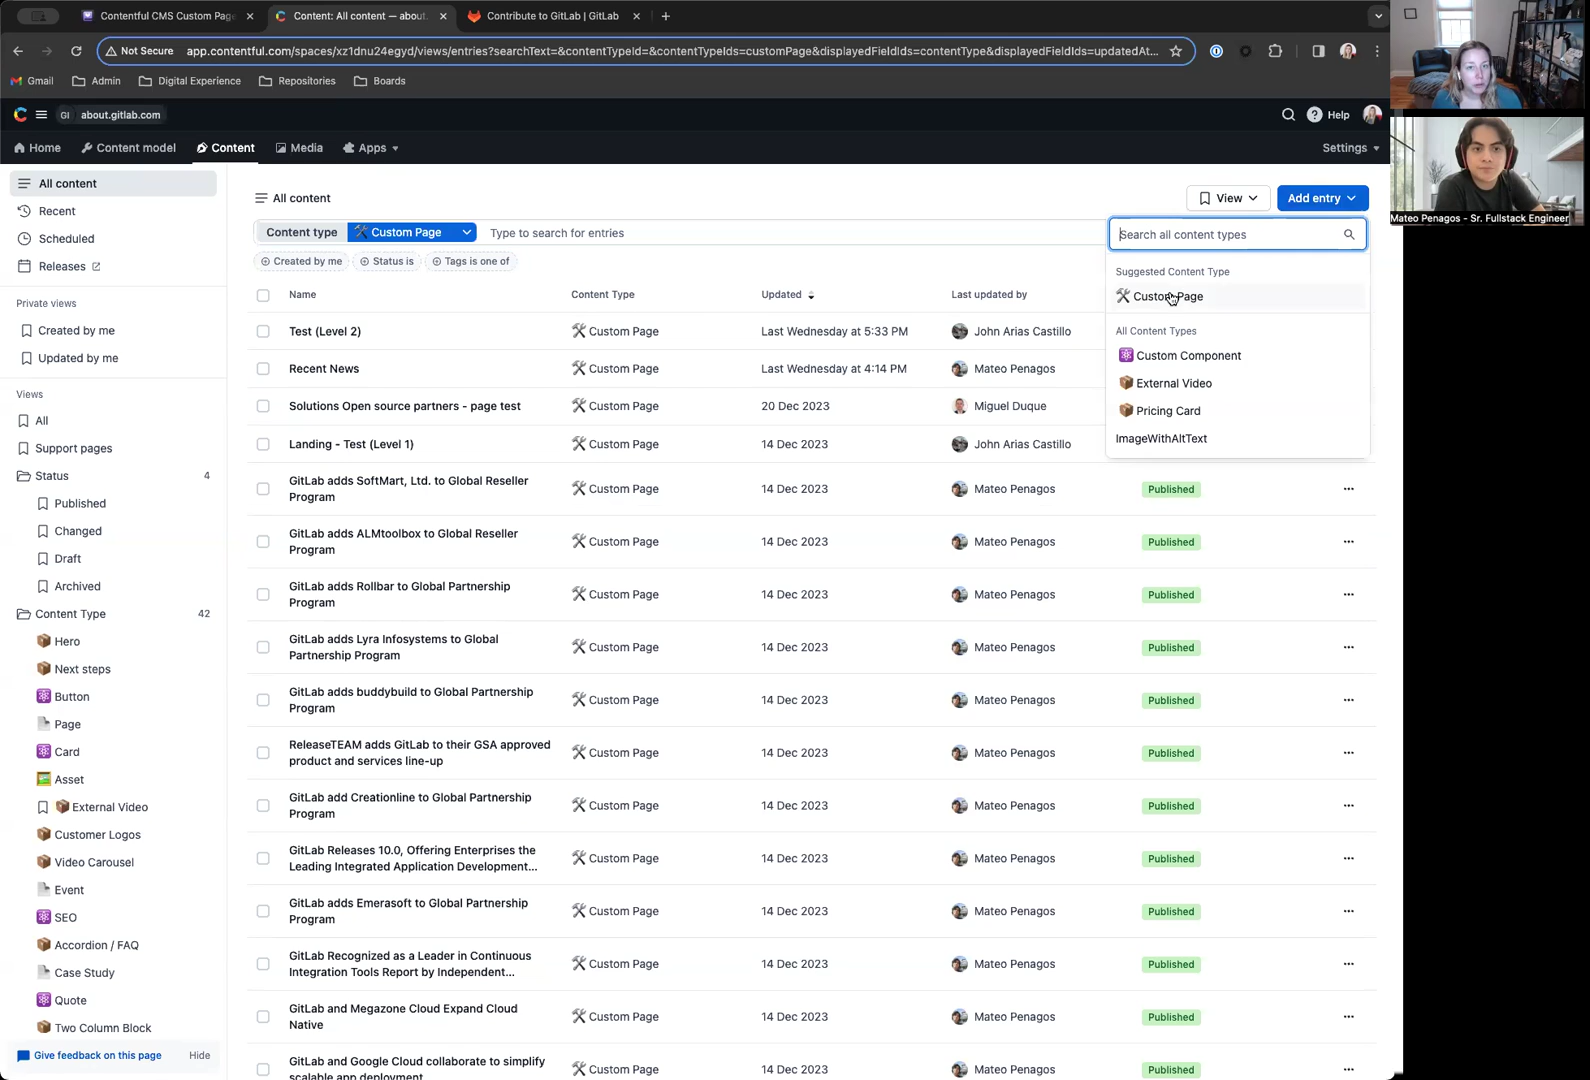 Contentful CMS Custom Page
Content: All content — about.
Contribute to GitLab | GitLab
Not Secure
app.contentful.com/spaces/xz1dnu24egyd/views/entries?searchText=&contentTypeId=&contentTypeIds=customPage&displayedFieldIds=contentType&displayedFieldIds=updatedAt...
Gmail
Admin
Digital Experience
Repositories
Boards
GI
about.gitlab.com
Help
Home
Content model
Content
Media
Apps
Settings
Mateo Penagos - Sr. Fullstack Engineer
All content
Recent
Scheduled
Releases
Private views
Created by me
Updated by me
Views
All
Support pages
Status 4
Published
Changed
Draft
Archived
Content Type 42
Hero
Next steps
Button
Page
Card
Asset
External Video
Customer Logos
Video Carousel
Event
SEO
Accordion / FAQ
Case Study
Quote
Two Column Block
Give feedback on this page
Hide
All content
View
Add entry
Content type
Custom Page
Type to search for entries
Created by me
Status is
Tags is one of
Search all content types
Suggested Content Type
Custom Page
All Content Types
Custom Component
External Video
Pricing Card
ImageWithAltText
Name Content Type Updated Last updated by
Test (Level 2) Custom Page Last Wednesday at 5:33 PM John Arias Castillo
Recent News Custom Page Last Wednesday at 4:14 PM Mateo Penagos
Solutions Open source partners - page test Custom Page 20 Dec 2023 Miguel Duque
Landing - Test (Level 1) Custom Page 14 Dec 2023 John Arias Castillo
GitLab adds SoftMart, Ltd. to Global Reseller
Program
Custom Page 14 Dec 2023 Mateo Penagos Published
GitLab adds ALMtoolbox to Global Reseller
Program
Custom Page 14 Dec 2023 Mateo Penagos Published
GitLab adds Rollbar to Global Partnership
Program
Custom Page 14 Dec 2023 Mateo Penagos Published
GitLab adds Lyra Infosystems to Global
Partnership Program
Custom Page 14 Dec 2023 Mateo Penagos Published
GitLab adds buddybuild to Global Partnership
Program
Custom Page 14 Dec 2023 Mateo Penagos Published
ReleaseTEAM adds GitLab to their GSA approved
product and services line-up
Custom Page 14 Dec 2023 Mateo Penagos Published
GitLab add Creationline to Global Partnership
Program
Custom Page 14 Dec 2023 Mateo Penagos Published
GitLab Releases 10.0, Offering Enterprises the
Leading Integrated Application Development...
Custom Page 14 Dec 2023 Mateo Penagos Published
GitLab adds Emerasoft to Global Partnership
Program
Custom Page 14 Dec 2023 Mateo Penagos Published
GitLab Recognized as a Leader in Continuous
Integration Tools Report by Independent...
Custom Page 14 Dec 2023 Mateo Penagos Published
GitLab and Megazone Cloud Expand Cloud
Native
Custom Page 14 Dec 2023 Mateo Penagos Published
GitLab and Google Cloud collaborate to simplify
scalable app deployment
Custom Page 14 Dec 2023 Mateo Penagos Published